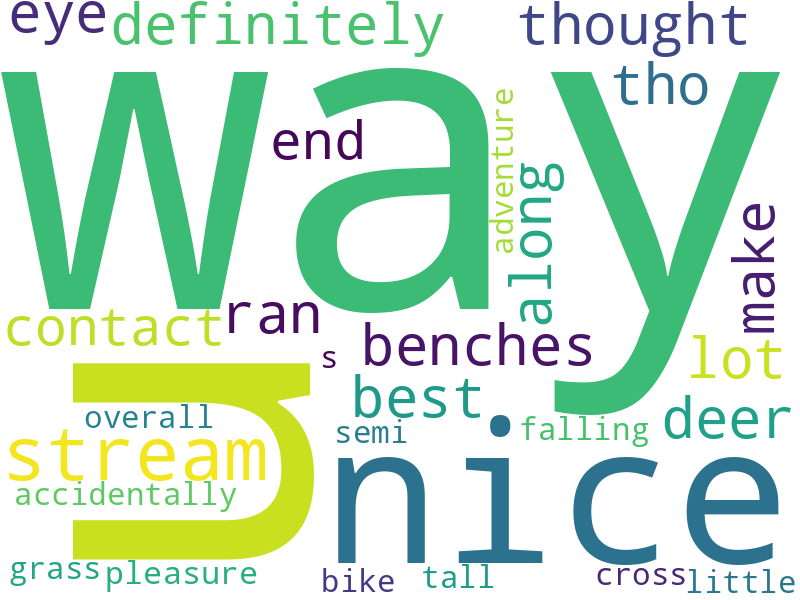 eye
definitely
thought
tho
way
end
adventure
along
make
contact
ran
s
benches
lot
u
best
overall
semi
nice
falling
deer
stream
accidentally
grass
pleasure
bike
tall
cross
little